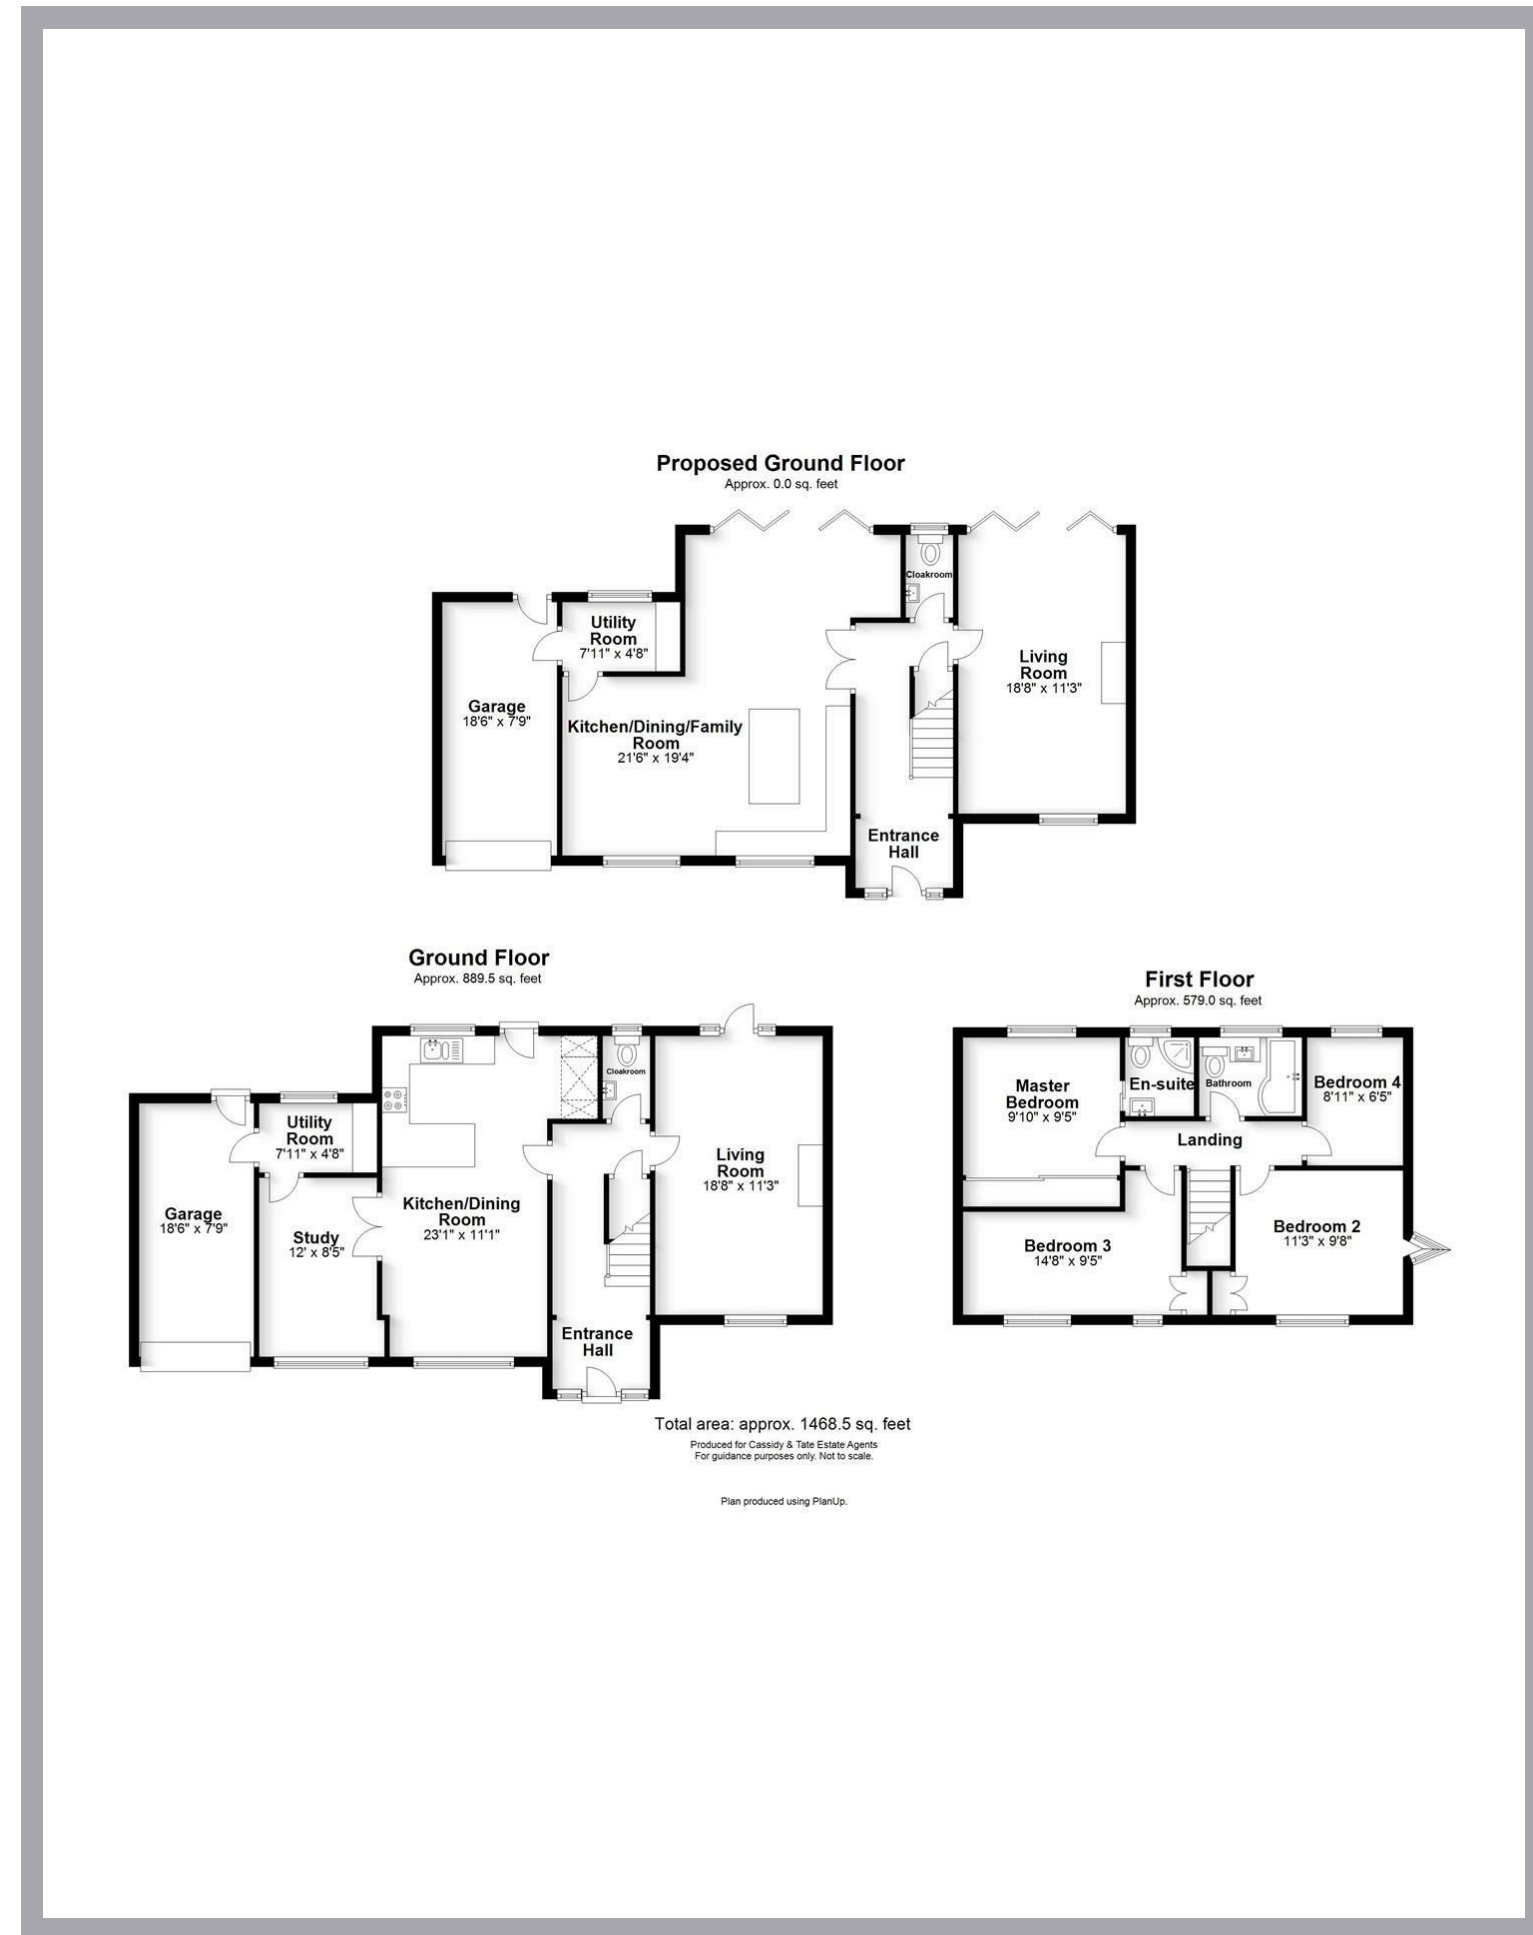 Proposed Ground Floor
Approx. 0.0 sq. feet
Cloakroom
Utility
Room
7'11" x 4'8"
Living
Room
18'8" x 11'3"
Garage
18'6" x 7'9"
Kitchen/Dining/Family
Room
21'6" x 19'4"
Entrance
Hall
Ground Floor
Approx. 889.5 sq. feet
Cloakroom
Utility
Room
7'11" x 4'8"
Living
Room
18'8" x 11'3"
Garage
18'6" x 7'9"
Kitchen/Dining
Room
23'1" x 11'1"
Study
12' x 8'5"
Entrance
Hall
First Floor
Approx. 579.0 sq. feet
Master
Bedroom
9'10" x 9'5"
En-suite
Bathroom
Bedroom 4
8'11" x 6'5"
Landing
Bedroom 2
11'3" x 9'8"
Bedroom 3
14'8" x 9'5"
Total area: approx. 1468.5 sq. feet
Produced for Cassidy & Tate Estate Agents
For guidance purposes only. Not to scale.
Plan produced using PlanUp.